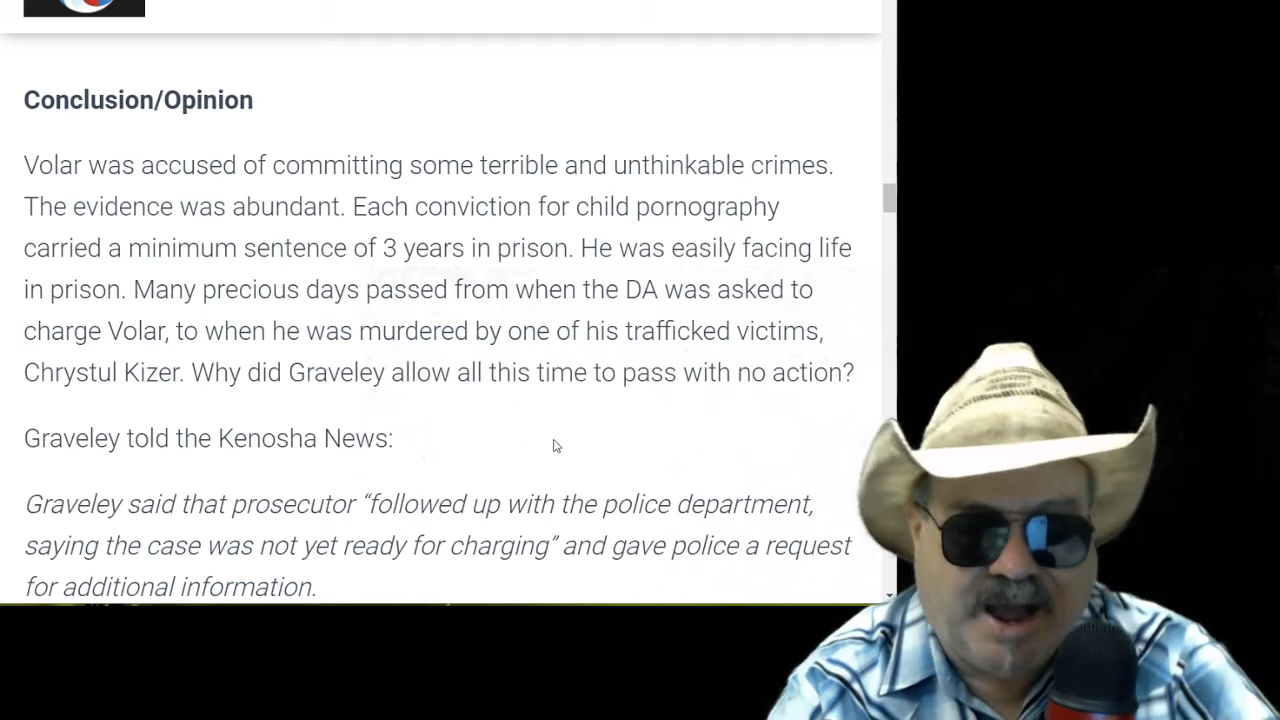 Conclusion/Opinion
Volar was accused of committing some terrible and unthinkable crimes.
The evidence was abundant. Each conviction for child pornography
carried a minimum sentence of 3 years in prison. He was easily facing life
in prison. Many precious days passed from when the DA was asked to
charge Volar, to when he was murdered by one of his trafficked victims,
Chrystul Kizer. Why did Graveley allow all this time to pass with no action?
Graveley told the Kenosha News:
Graveley said that prosecutor “followed up with the police department,
saying the case was not yet ready for charging” and gave police a request
for additional information.